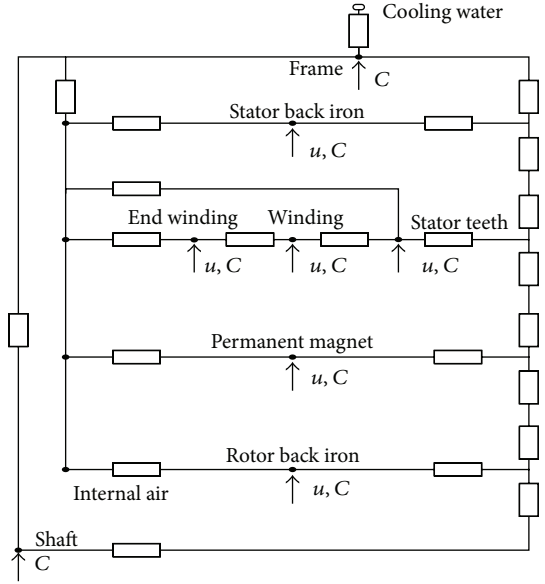 Cooling water
Frame
C
Stator back iron
u, C
End winding
Winding
Stator teeth
u, C
u, C
u, C
Permanent magnet
u, C
Rotor back iron
Internal air
u, C
Shaft
C